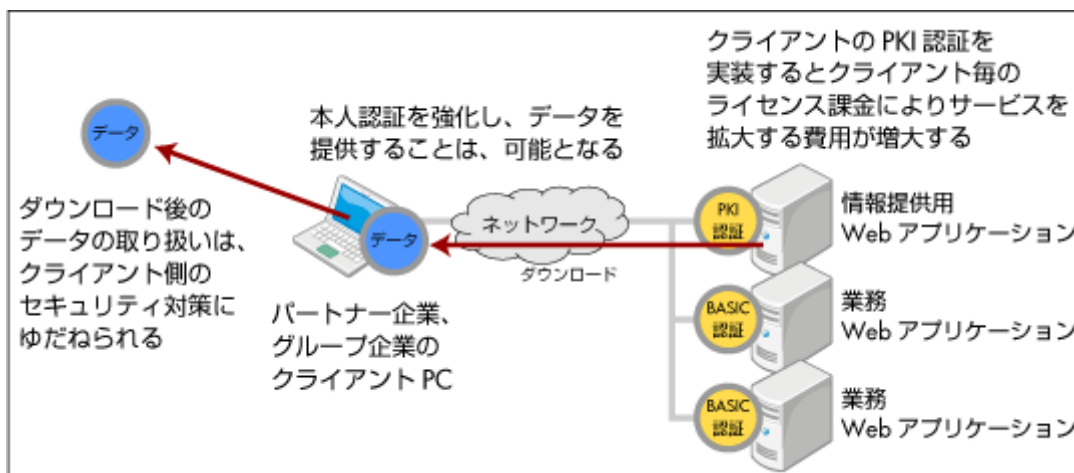 クライアントの PKI 認証を
実装するとクライアント毎の
ライセンス課金によりサービスを
拡大する費用が増大する
本人認証を強化し、データを
提供することは、可能となる
データ
ダウンロード後の
データの取り扱いは、
クライアント側の
セキュリティ対策に
ゆだねられる
データ
パートナー企業、
グループ企業の
クライアント PC
ネットワーク
ダウンロード
PKI
認証
情報提供用
Web アプリケーション
BASIC
認証
業務
Web アプリケーション
BASIC
認証
業務
Web アプリケーション